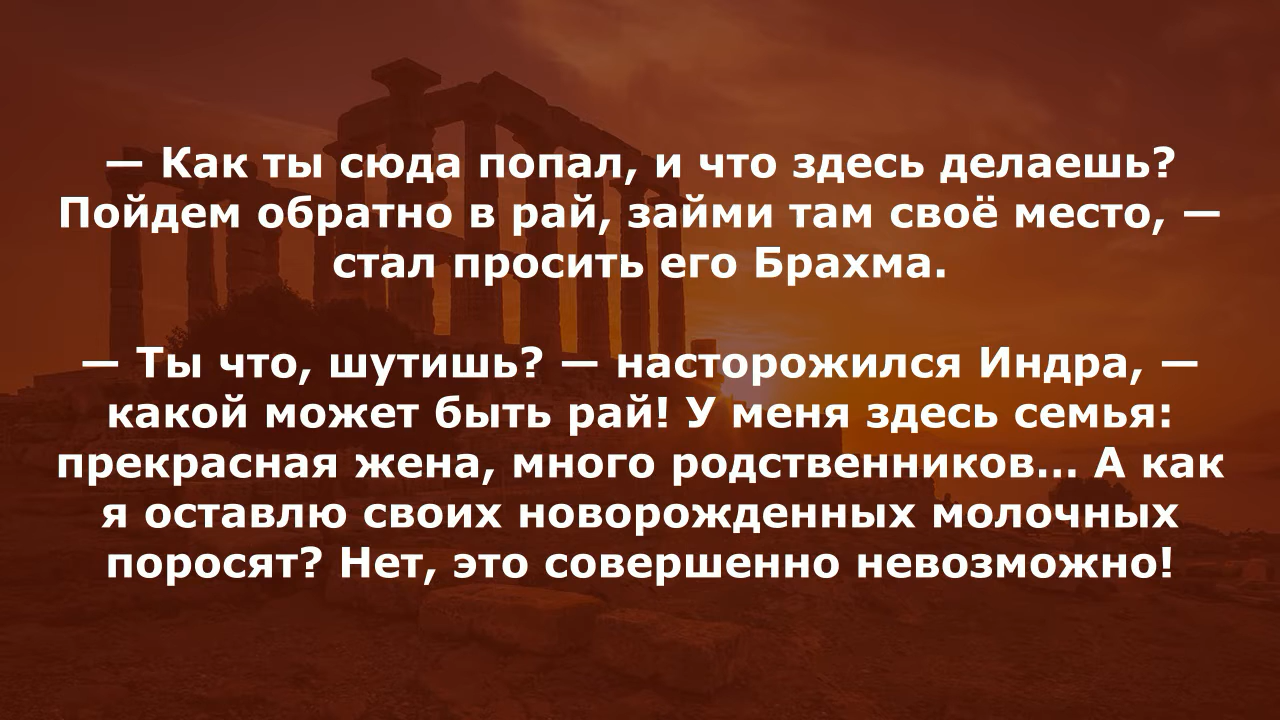 — Как ты сюда попал, и что здесь делаешь?
Пойдем обратно в рай, займи там своё место, —
стал просить его Брахма.
— Ты что, шутишь? — насторожился Индра, —
какой может быть рай! У меня здесь семья:
прекрасная жена, много родственников... А как
я оставлю своих новорожденных молочных
поросят? Нет, это совершенно невозможно!